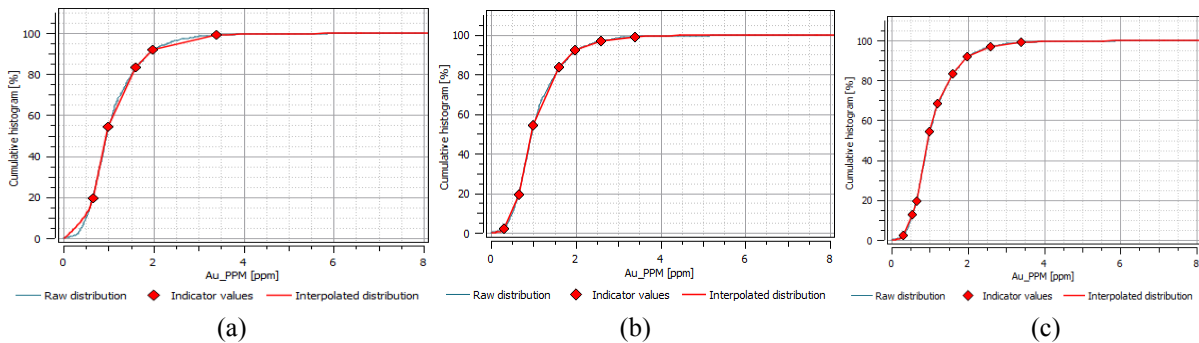 Cumulative histogram [%]
100
80
60
40
20
0
0 2 4 6 8
Au_PPM [ppm]
Raw distribution Indicator values Interpolated distribution
(a)
Cumulative histogram [%]
100
80
60
40
20
0
0 2 4 6 8
Au_PPM [ppm]
Raw distribution Indicator values Interpolated distribution
(b)
Cumulative histogram [%]
100
80
60
40
20
0
0 2 4 6 8
Au_PPM [ppm]
Raw distribution Indicator values Interpolated distribution
(c)